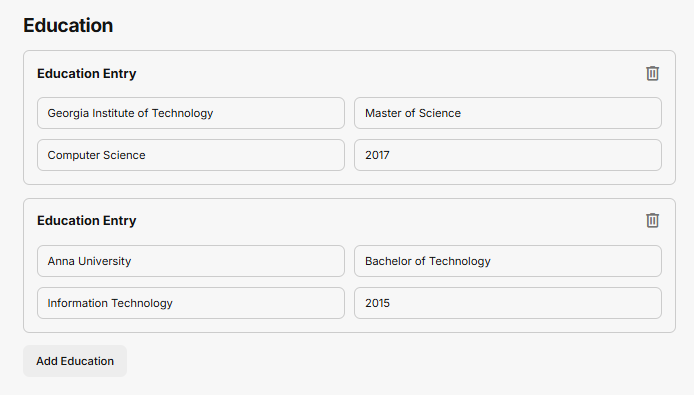 Education
Education Entry
Georgia Institute of Technology
Master of Science
Computer Science
2017
Education Entry
Anna University
Bachelor of Technology
Information Technology
2015
Add Education